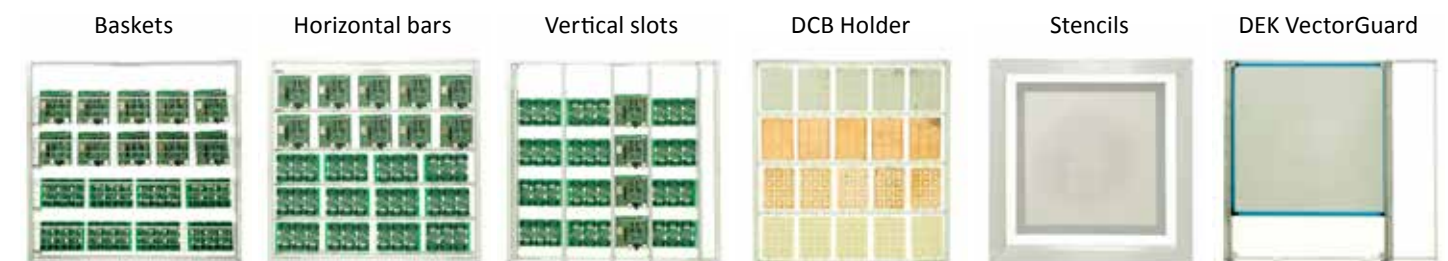 Baskets
Horizontal bars
Vertical slots
DCB Holder
Stencils
DEK VectorGuard